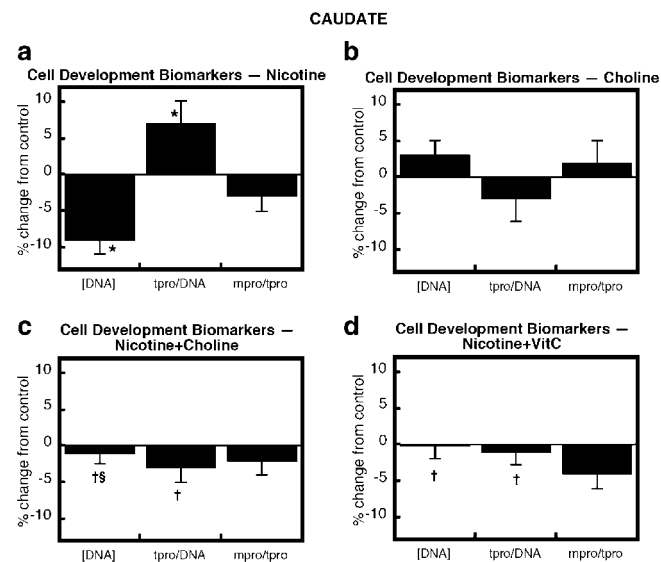 CAUDATE
a
Cell Development Biomarkers — Nicotine
% change from control
10
5
0
-5
-10
*
*
[DNA]
tpro/DNA
mpro/tpro
b
Cell Development Biomarkers — Choline
% change from control
10
5
0
-5
-10
[DNA]
tpro/DNA
mpro/tpro
c
Cell Development Biomarkers —
Nicotine+Choline
% change from control
10
5
0
-5
-10
†§
†
[DNA]
tpro/DNA
mpro/tpro
d
Cell Development Biomarkers —
Nicotine+VitC
% change from control
10
5
0
-5
-10
†
†
[DNA]
tpro/DNA
mpro/tpro